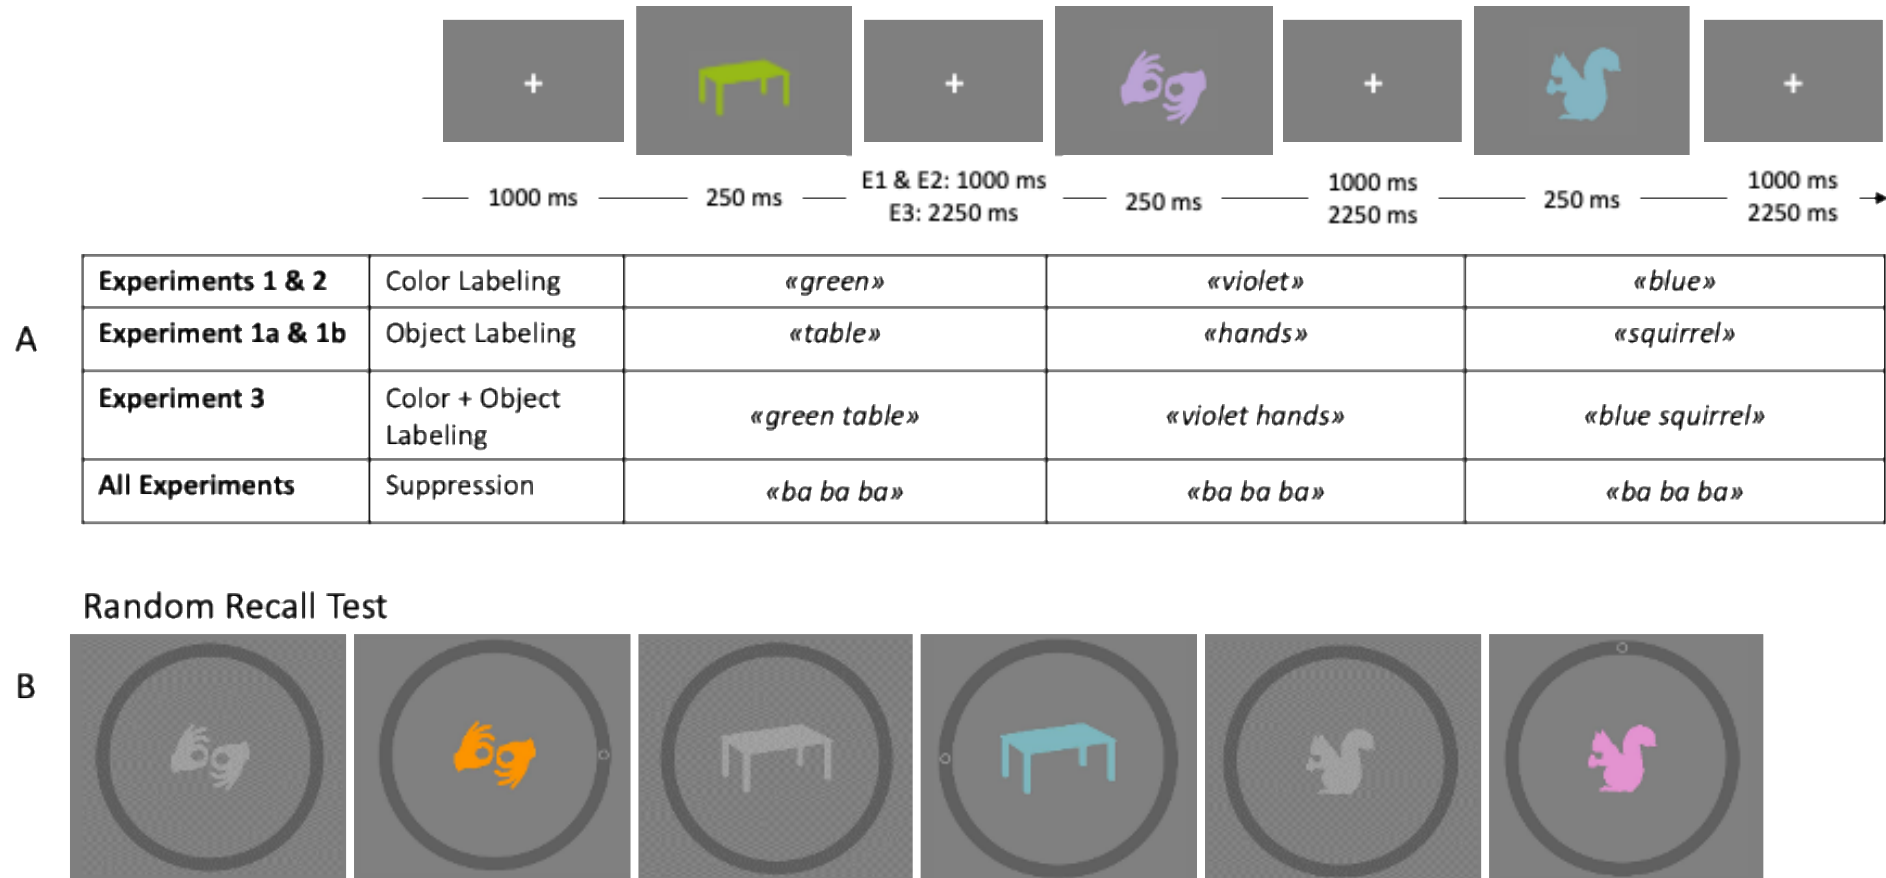 + + + +
1000 ms 250 ms E1 & E2: 1000 ms 250 ms 1000 ms 250 ms 1000 ms
E3: 2250 ms 2250 ms 2250 ms
A
Experiments 1 & 2 Color Labeling «green» «violet» «blue»
Experiment 1a & 1b Object Labeling «table» «hands» «squirrel»
Experiment 3 Color + Object «green table» «violet hands» «blue squirrel»
Labeling
All Experiments Suppression «ba ba ba» «ba ba ba» «ba ba ba»
Random Recall Test
B